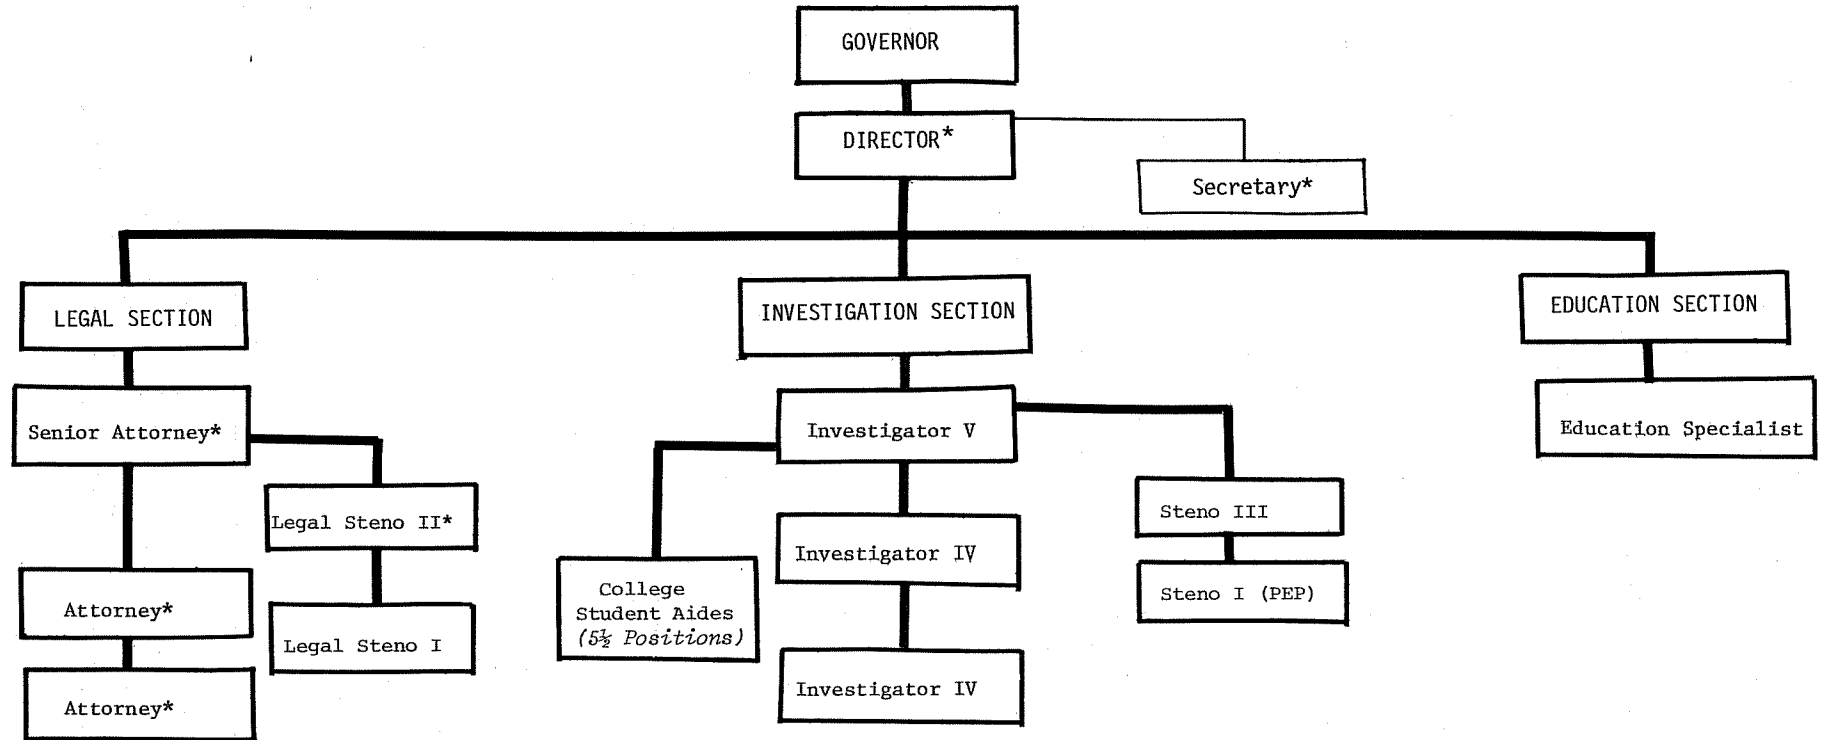 GOVERNOR
DIRECTOR*
Secretary*
LEGAL SECTION
INVESTIGATION SECTION
EDUCATION SECTION
Senior Attorney*
Investigator V
Education Specialist
Legal Steno II*
Steno III
Investigator IV
College
Student Aides
(5½ Positions)
Steno I (PEP)
Attorney*
Legal Steno I
Investigator IV
Attorney*